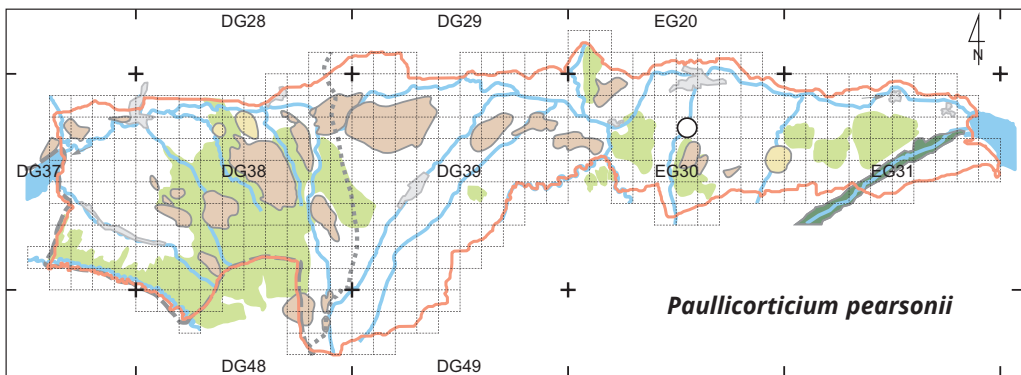 DG28 DG29 EG20
N
DG37 DG38 DG39 EG30 EG31
Paullicorticium pearsonii
DG48 DG49